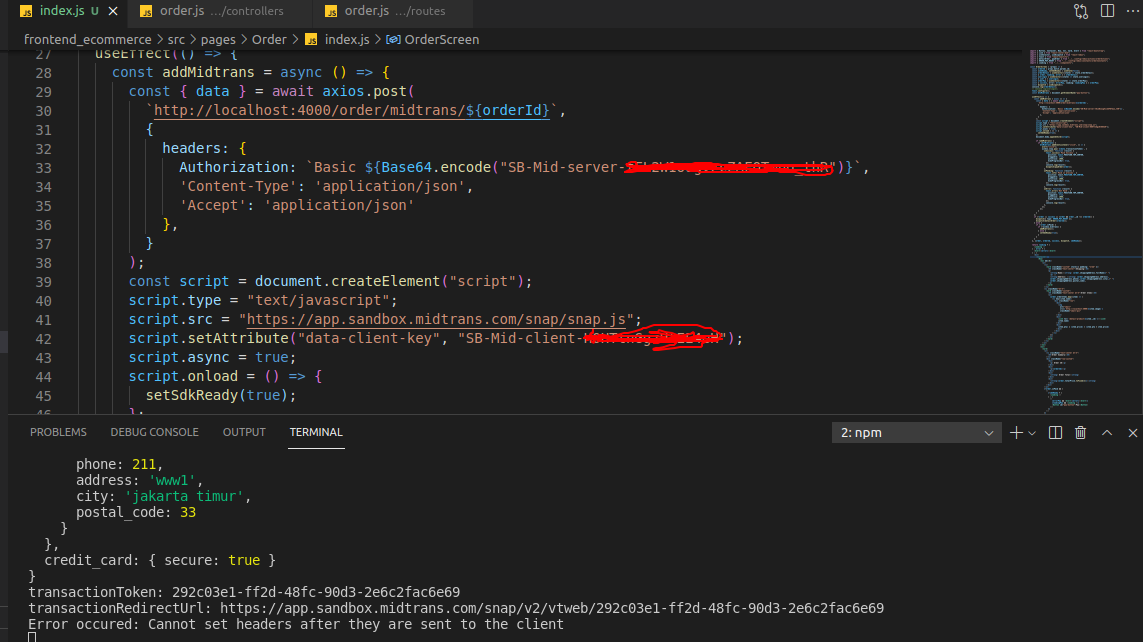 index.js U
order.js .../controllers
order.js .../routes
frontend_ecommerce > src > pages > Order > index.js > OrderScreen
27 useEffect(() => {
28 const addMidtrans = async () => {
29 const { data } = await axios.post(
30 `http://localhost:4000/order/midtrans/${orderId}`,
31 {
32 headers: {
33 Authorization: `Basic ${Base64.encode("SB-Mid-server-")}`,
34 'Content-Type': 'application/json',
35 'Accept': 'application/json'
36 },
37 }
38 );
39 const script = document.createElement("script");
40 script.type = "text/javascript";
41 script.src = "https://app.sandbox.midtrans.com/snap/snap.js";
42 script.setAttribute("data-client-key", "SB-Mid-client-");
43 script.async = true;
44 script.onload = () => {
45 setSdkReady(true);
46 };
PROBLEMS DEBUG CONSOLE OUTPUT TERMINAL 2: npm
phone: 211,
address: 'www1',
city: 'jakarta timur',
postal_code: 33
}
},
credit_card: { secure: true }
}
transactionToken: 292c03e1-ff2d-48fc-90d3-2e6c2fac6e69
transactionRedirectUrl: https://app.sandbox.midtrans.com/snap/v2/vtweb/292c03e1-ff2d-48fc-90d3-2e6c2fac6e69
Error occured: Cannot set headers after they are sent to the client